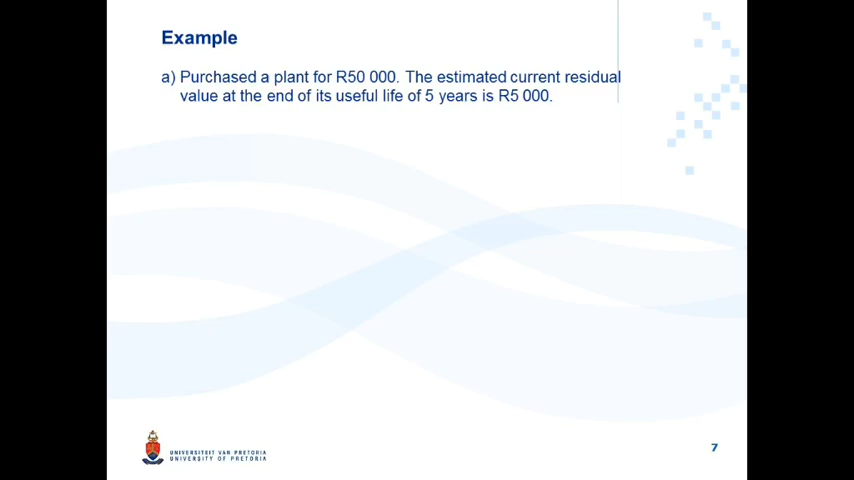 Example
a) Purchased a plant for R50 000. The estimated current residual
value at the end of its useful life of 5 years is R5 000.
UNIVERSITEIT VAN PRETORIA
UNIVERSITY OF PRETORIA
7